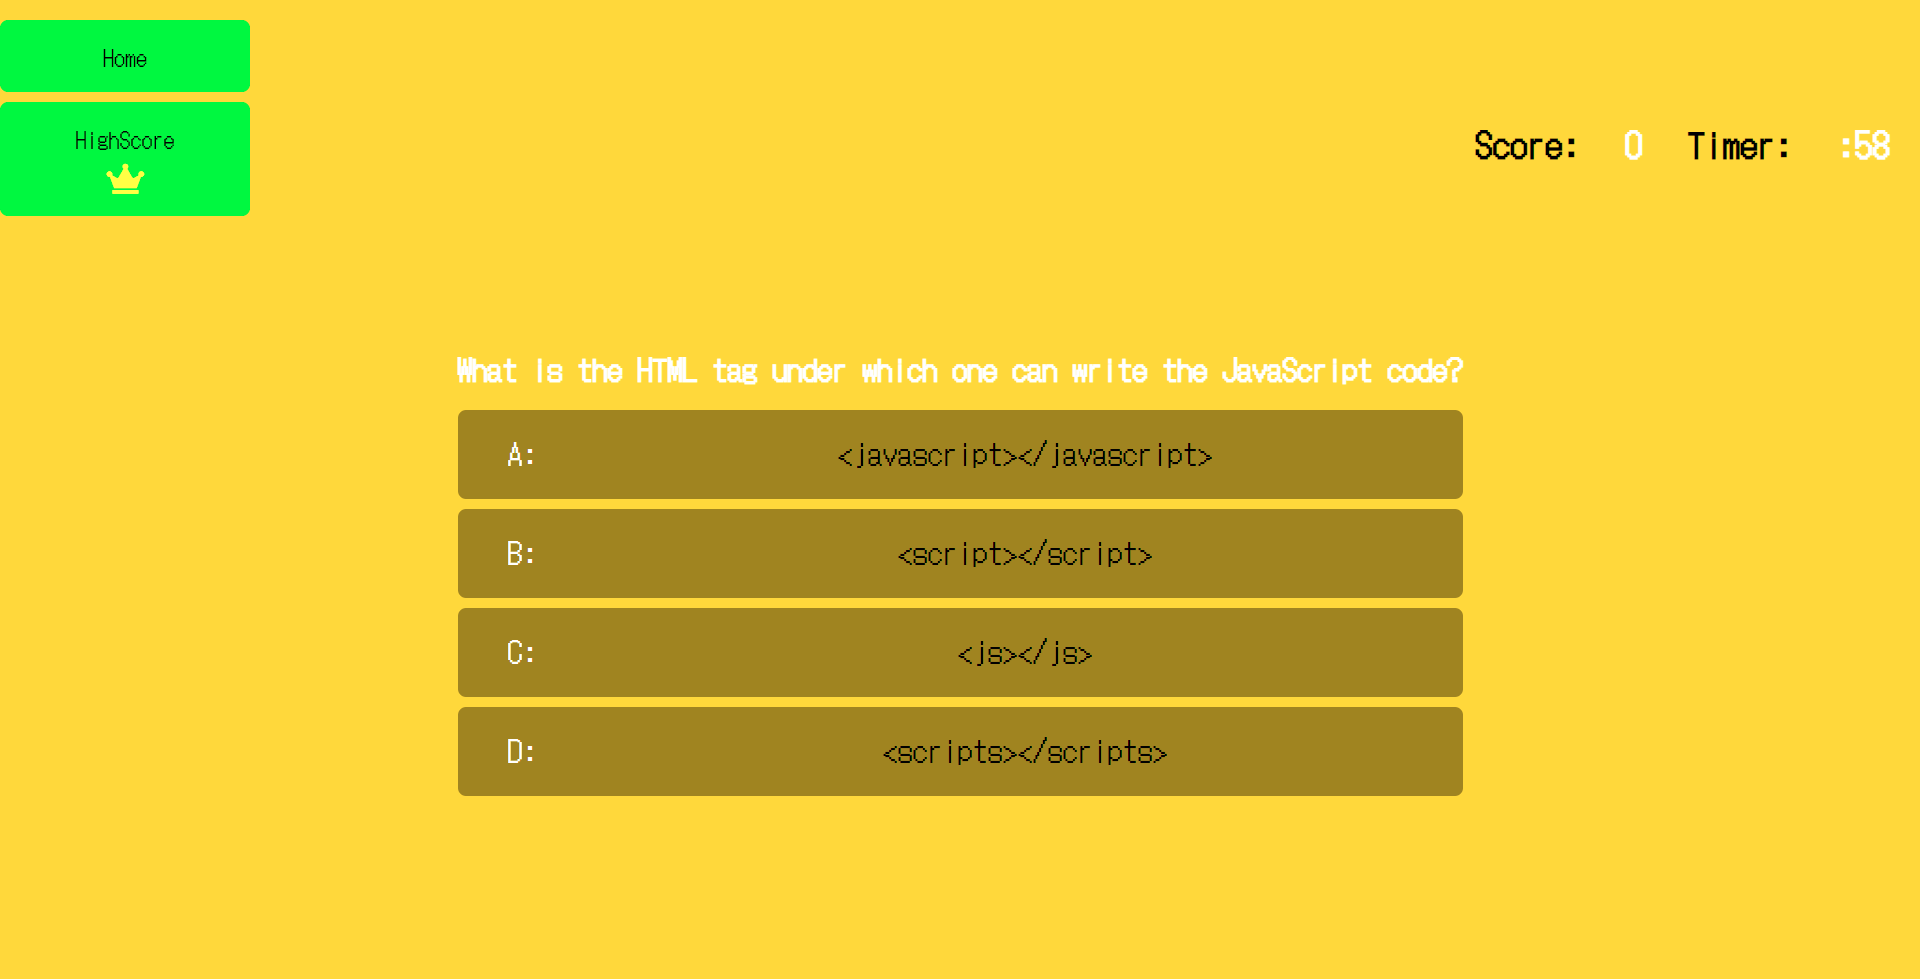 Home
HighScore
Score: 0 Timer: :58
What is the HTML tag under which one can write the JavaScript code?
A: <javascript></javascript>
B: <script></script>
C: <js></js>
D: <scripts></scripts>